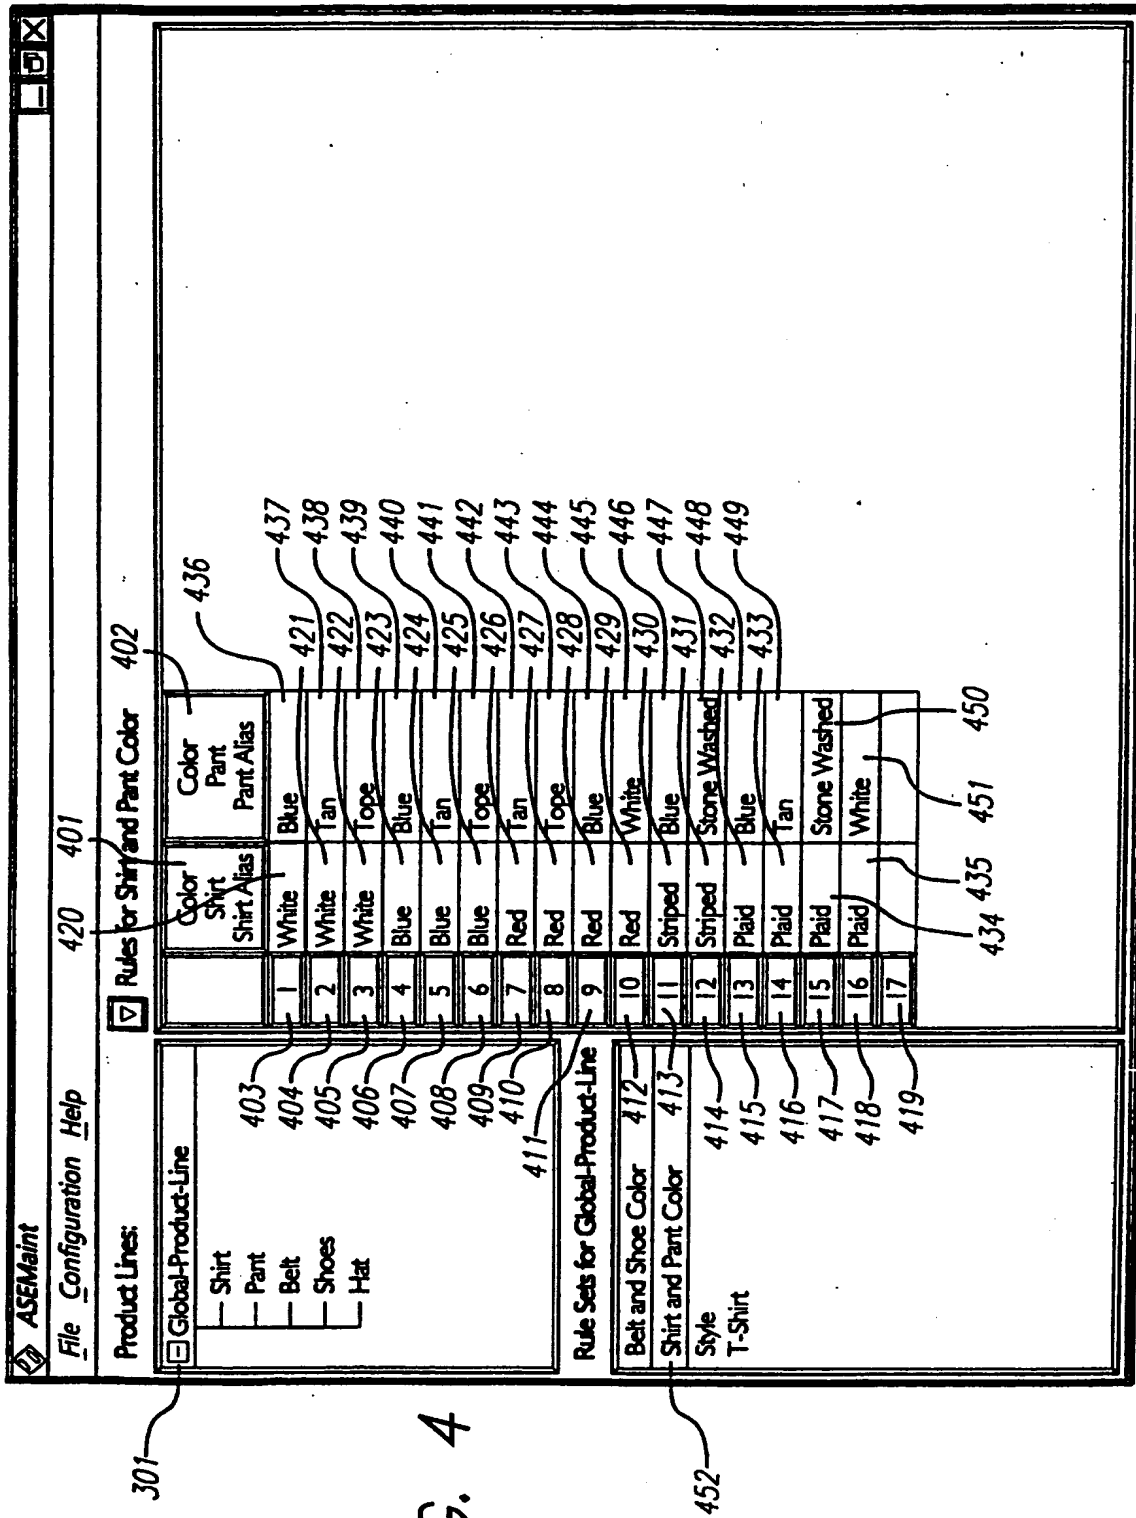 ASEMaint
File Configuration Help
Product Lines:
Global-Product-Line
Shirt
Pant
Belt
Shoes
Hat
Rule Sets for Global-Product-Line
Belt and Shoe Color
Shirt and Pant Color
Style
T-Shirt
Rules for Shirt and Pant Color
Color Shirt Shirt Alias
Color Pant Pant Alias
1 White Blue
2 White Tan
3 White Tope
4 Blue Blue
5 Blue Tan
6 Blue Tope
7 Red Tan
8 Red Tope
9 Red Blue
10 Red White
11 Striped Blue
12 Striped Stone Washed
13 Plaid Blue
14 Plaid Tan
15 Plaid Stone Washed
16 Plaid White
17
301
452
420
401
402
403
404
405
406
407
408
409
410
411
412
413
414
415
416
417
418
419
436
421
422
423
424
425
426
427
428
429
430
431
432
433
437
438
439
440
441
442
443
444
445
446
447
448
449
434
435
451
450
4